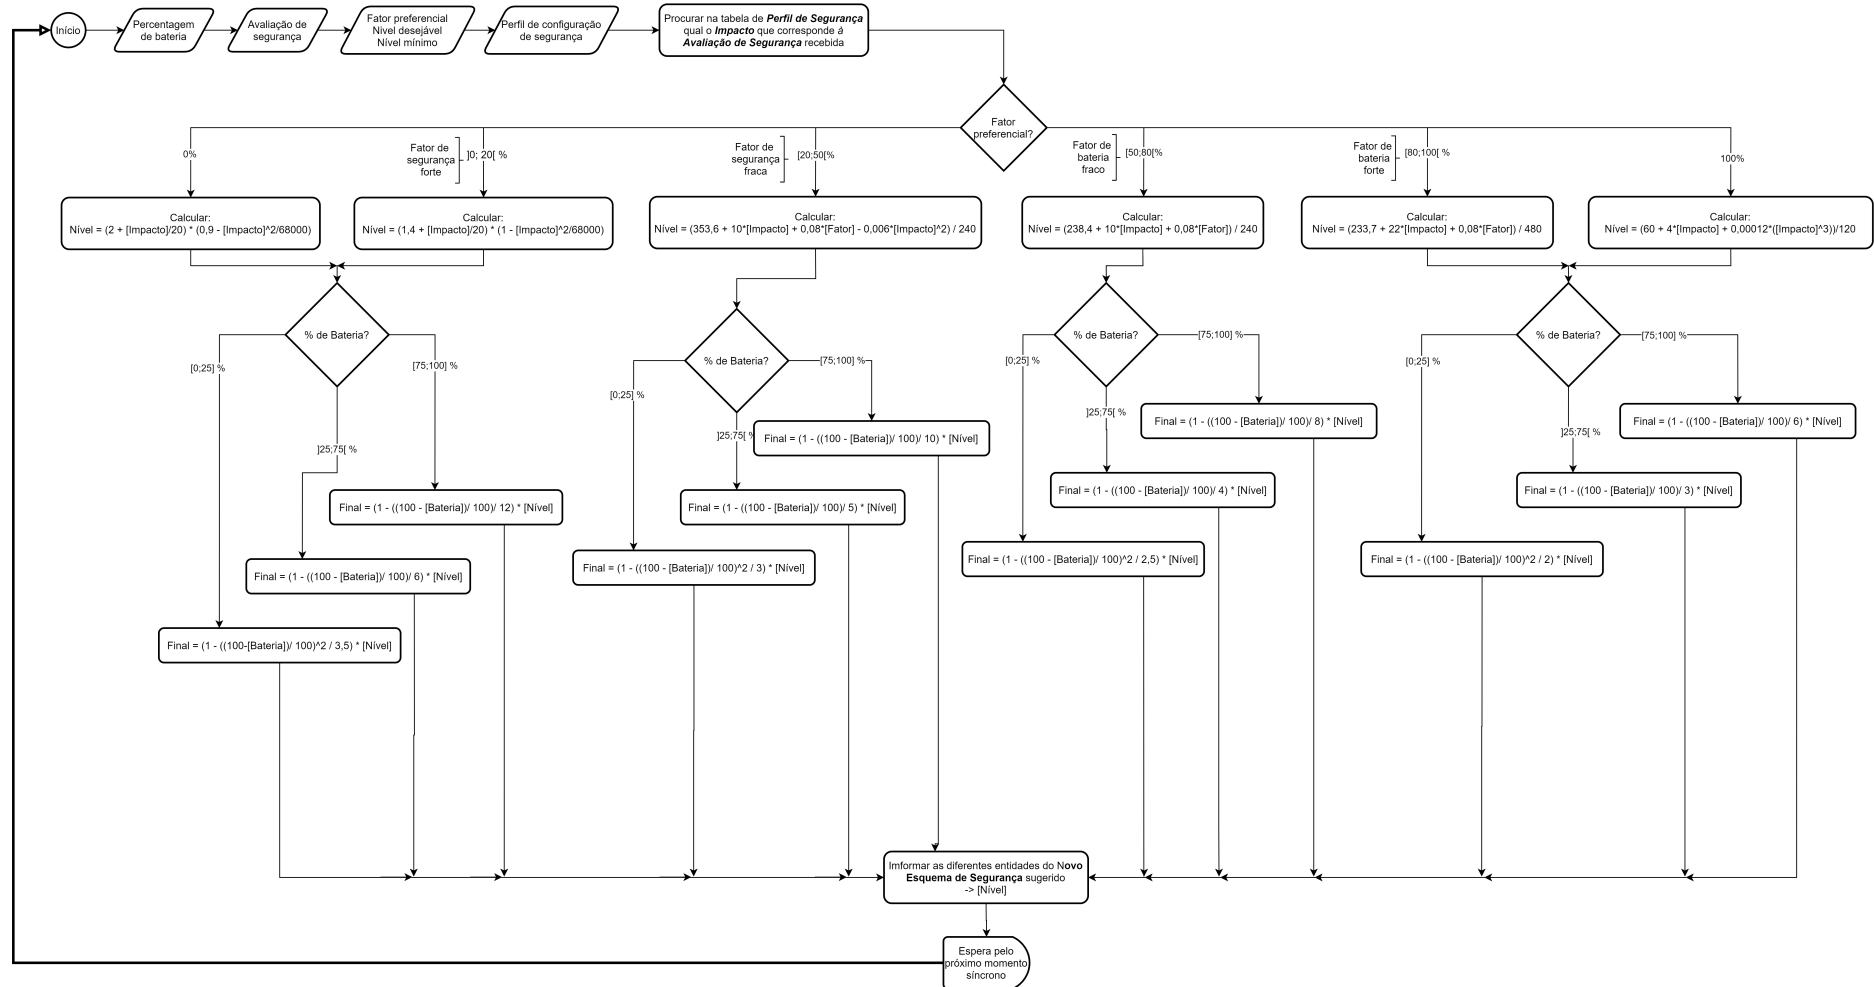 Início
Percentagem
de bateria
Avaliação de
segurança
Fator preferencial
Nivel desejável
Nível mínimo
Perfil de configuração
de segurança
Procurar na tabela de Perfil de Segurança
qual o Impacto que corresponde á
Avaliação de Segurança recebida
Fator
preferencial?
0%
Fator de
segurança
forte
]0; 20[ %
Fator de
segurança
fraca
[20;50[%
Fator de
bateria
fraco
[50;80[%
Fator de
bateria
forte
[80;100[ %
100%
Calcular:
Nível = (2 + [Impacto]/20) * (0,9 - [Impacto]^2/68000)
Calcular:
Nível = (1,4 + [Impacto]/20) * (1 - [Impacto]^2/68000)
Calcular:
Nível = (353,6 + 10*[Impacto] + 0,08*[Fator] - 0,006*[Impacto]^2) / 240
Calcular:
Nível = (238,4 + 10*[Impacto] + 0,08*[Fator]) / 240
Calcular:
Nível = (233,7 + 22*[Impacto] + 0,08*[Fator]) / 480
Calcular:
Nível = (60 + 4*[Impacto] + 0,00012*([Impacto]^3))/120
% de Bateria?
[0;25] %
]25;75[ %
[75;100] %
Final = (1 - ((100 - [Bateria])/ 100)/ 12) * [Nível]
Final = (1 - ((100 - [Bateria])/ 100)/ 6) * [Nível]
Final = (1 - ((100-[Bateria])/ 100)^2 / 3,5) * [Nível]
% de Bateria?
[0;25] %
]25;75[ %
[75;100] %
Final = (1 - ((100 - [Bateria])/ 100)/ 10) * [Nível]
Final = (1 - ((100 - [Bateria])/ 100)/ 5) * [Nível]
Final = (1 - ((100 - [Bateria])/ 100)^2 / 3) * [Nível]
% de Bateria?
[0;25] %
]25;75[ %
[75;100] %
Final = (1 - ((100 - [Bateria])/ 100)/ 8) * [Nível]
Final = (1 - ((100 - [Bateria])/ 100)/ 4) * [Nível]
Final = (1 - ((100 - [Bateria])/ 100)^2 / 2,5) * [Nível]
% de Bateria?
[0;25] %
]25;75[ %
[75;100] %
Final = (1 - ((100 - [Bateria])/ 100)/ 6) * [Nível]
Final = (1 - ((100 - [Bateria])/ 100)/ 3) * [Nível]
Final = (1 - ((100 - [Bateria])/ 100)^2 / 2) * [Nível]
Imformar as diferentes entidades do Novo
Esquema de Segurança sugerido
-> [Nível]
Espera pelo
próximo momento
síncrono